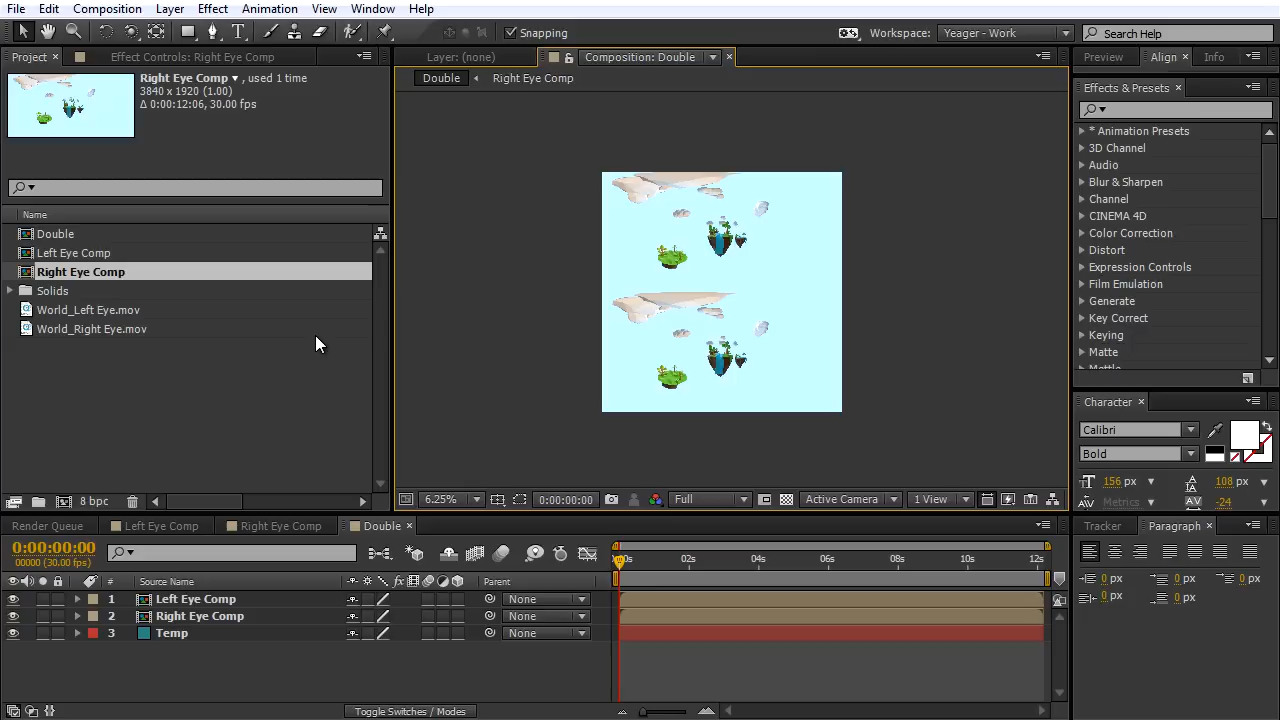 File Edit Composition Layer Effect Animation View Window Help
Snapping Workspace: Yeager - Work Search Help
Project × Effect Controls: Right Eye Comp Layer: (none) Composition: Double × Preview Align × Info
Double Right Eye Comp
Right Eye Comp , used 1 time
3840 x 1920 (1.00)
Δ 0:00:12:06, 30.00 fps
Name
Double
Left Eye Comp
Right Eye Comp
Solids
World_Left Eye.mov
World_Right Eye.mov
8 bpc
6.25% 0:00:00:00 Full Active Camera 1 View
Effects & Presets ×
* Animation Presets
3D Channel
Audio
Blur & Sharpen
Channel
CINEMA 4D
Color Correction
Distort
Expression Controls
Film Emulation
Generate
Key Correct
Keying
Matte
Character ×
Calibri
Bold
156 px 108 px
Metrics -24
Render Queue Left Eye Comp Right Eye Comp Double ×
0:00:00:00
00000 (30.00 fps)
02s 04s 06s 08s 10s 12s
# Source Name fx Parent
1 Left Eye Comp None
2 Right Eye Comp None
3 Temp None
Toggle Switches / Modes
Tracker Paragraph ×
0 px 0 px 0 px
0 px 0 px